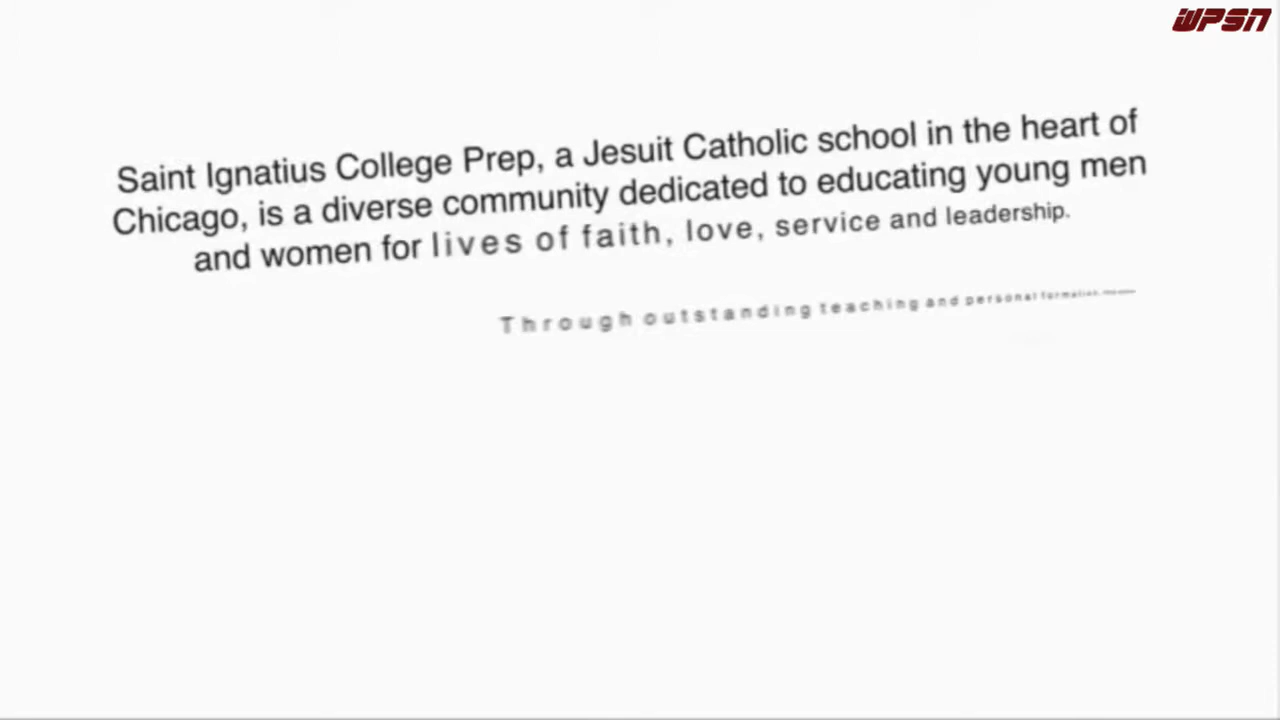 WPSN
Saint Ignatius College Prep, a Jesuit Catholic school in the heart of
Chicago, is a diverse community dedicated to educating young men
and women for lives of faith, love, service and leadership.
Through outstanding teaching and personal formation,